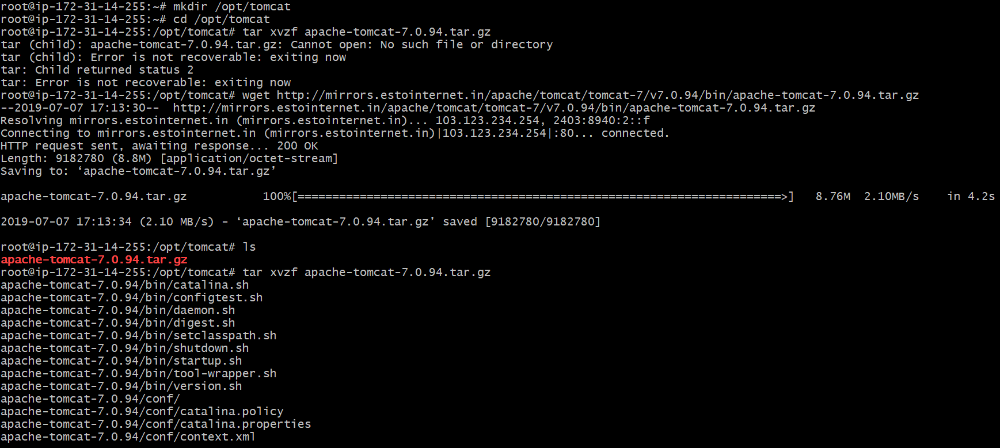 root@ip-172-31-14-255:~# mkdir /opt/tomcat
root@ip-172-31-14-255:~# cd /opt/tomcat
root@ip-172-31-14-255:/opt/tomcat# tar xvzf apache-tomcat-7.0.94.tar.gz
tar (child): apache-tomcat-7.0.94.tar.gz: Cannot open: No such file or directory
tar (child): Error is not recoverable: exiting now
tar: Child returned status 2
tar: Error is not recoverable: exiting now
root@ip-172-31-14-255:/opt/tomcat# wget http://mirrors.estointernet.in/apache/tomcat/tomcat-7/v7.0.94/bin/apache-tomcat-7.0.94.tar.gz
--2019-07-07 17:13:30--  http://mirrors.estointernet.in/apache/tomcat/tomcat-7/v7.0.94/bin/apache-tomcat-7.0.94.tar.gz
Resolving mirrors.estointernet.in (mirrors.estointernet.in)... 103.123.234.254, 2403:8940:2::f
Connecting to mirrors.estointernet.in (mirrors.estointernet.in)|103.123.234.254|:80... connected.
HTTP request sent, awaiting response... 200 OK
Length: 9182780 (8.8M) [application/octet-stream]
Saving to: ‘apache-tomcat-7.0.94.tar.gz’
apache-tomcat-7.0.94.tar.gz           100%[======================================================================>]   8.76M  2.10MB/s    in 4.2s
2019-07-07 17:13:34 (2.10 MB/s) - ‘apache-tomcat-7.0.94.tar.gz’ saved [9182780/9182780]
root@ip-172-31-14-255:/opt/tomcat# ls
apache-tomcat-7.0.94.tar.gz
root@ip-172-31-14-255:/opt/tomcat# tar xvzf apache-tomcat-7.0.94.tar.gz
apache-tomcat-7.0.94/bin/catalina.sh
apache-tomcat-7.0.94/bin/configtest.sh
apache-tomcat-7.0.94/bin/daemon.sh
apache-tomcat-7.0.94/bin/digest.sh
apache-tomcat-7.0.94/bin/setclasspath.sh
apache-tomcat-7.0.94/bin/shutdown.sh
apache-tomcat-7.0.94/bin/startup.sh
apache-tomcat-7.0.94/bin/tool-wrapper.sh
apache-tomcat-7.0.94/bin/version.sh
apache-tomcat-7.0.94/conf/
apache-tomcat-7.0.94/conf/catalina.policy
apache-tomcat-7.0.94/conf/catalina.properties
apache-tomcat-7.0.94/conf/context.xml